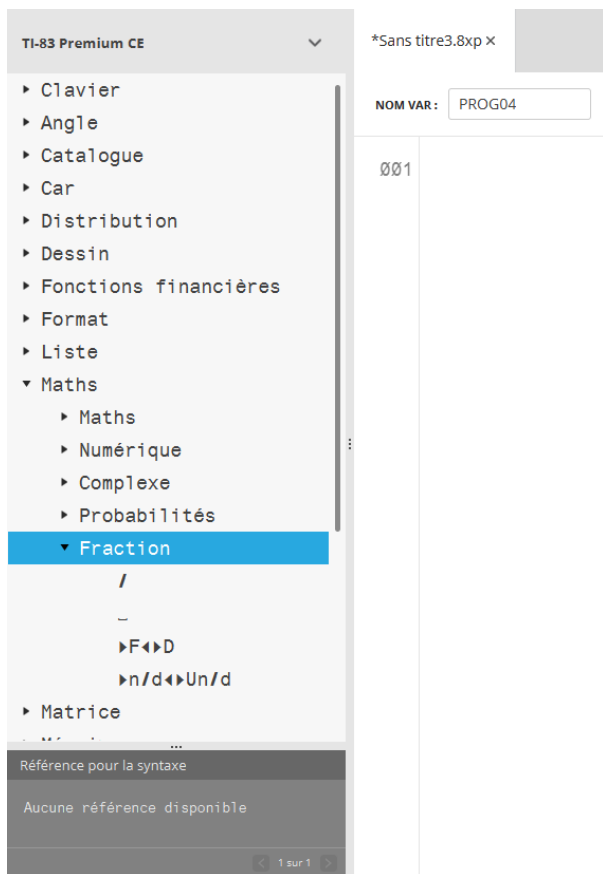 TI-83 Premium CE
*Sans titre3.8xp ×
NOM VAR : PROG04
001
Clavier
Angle
Catalogue
Car
Distribution
Dessin
Fonctions financières
Format
Liste
Maths
Maths
Numérique
Complexe
Probabilités
Fraction
/
⎵
▶F◀▶D
▶n/d◀▶Un/d
Matrice
Référence pour la syntaxe
Aucune référence disponible
< 1 sur 1 >